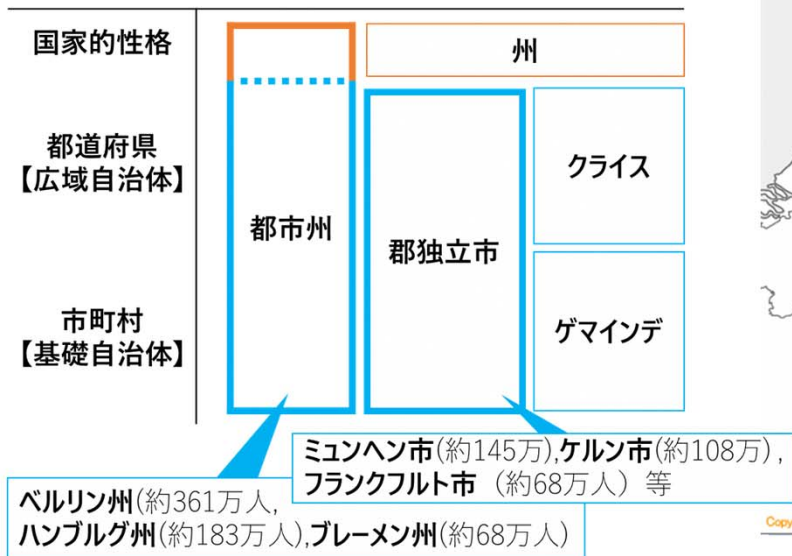 国家的性格
州
都道府県
【広域自治体】
クライス
都市州
郡独立市
市町村
【基礎自治体】
ゲマインデ
ミュンヘン市(約145万),ケルン市(約108万),
フランクフルト市 (約68万人) 等
ベルリン州(約361万人,
ハンブルグ州(約183万人),ブレーメン州(約68万人)
Copy